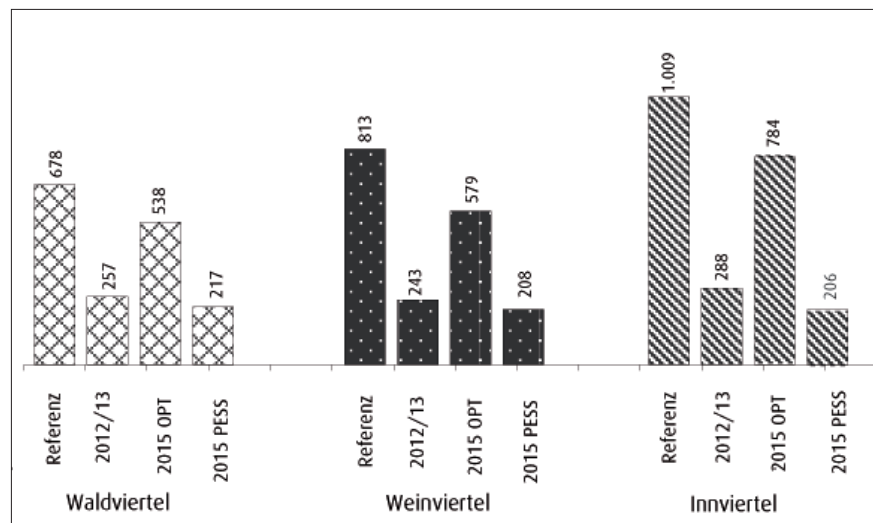 678
257
538
217
813
243
579
208
1.009
288
784
206
Referenz
2012/13
2015 OPT
2015 PESS
Referenz
2012/13
2015 OPT
2015 PESS
Referenz
2012/13
2015 OPT
2015 PESS
Waldviertel
Weinviertel
Innviertel